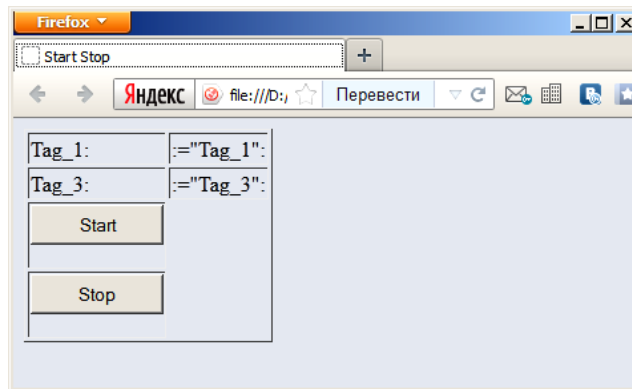 Firefox
Start Stop
Яндекс file:///D:/ Перевести
Tag_1: :="Tag_1":
Tag_3: :="Tag_3":
Start
Stop